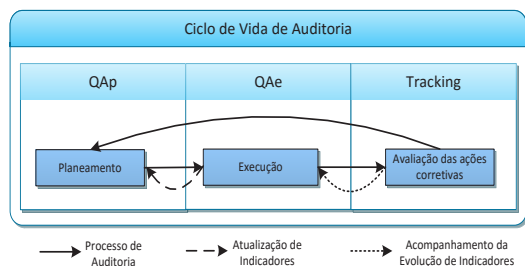 Ciclo de Vida de Auditoria
QAp
QAe
Tracking
Planeamento
Execução
Avaliação das ações
corretivas
Processo de
Auditoria
Atualização de
Indicadores
Acompanhamento da
Evolução de Indicadores